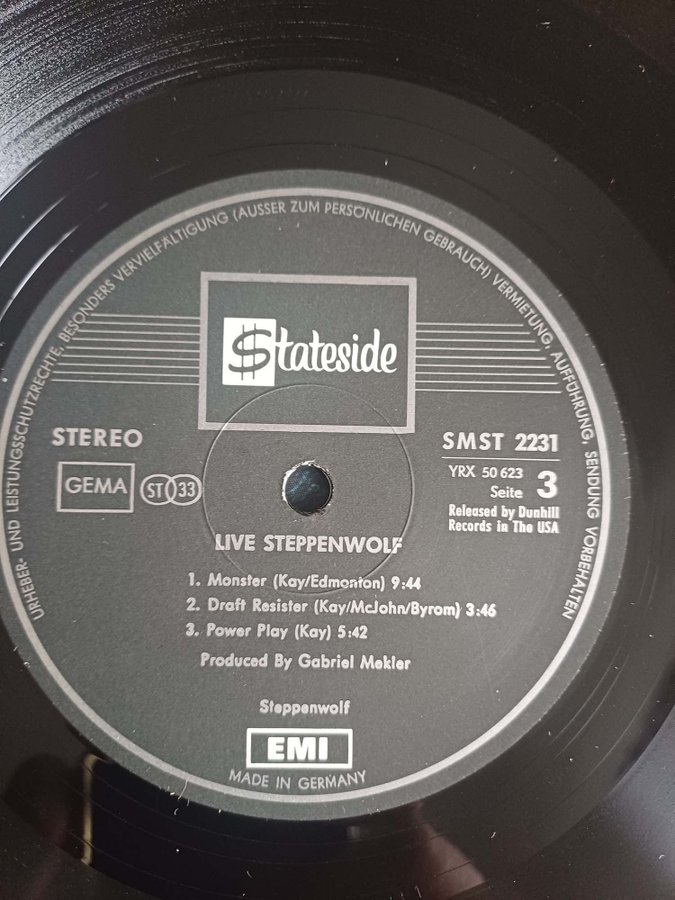 URHEBER- UND LEISTUNGSSCHUTZRECHTE, BESONDERS VERVIELFÄLTIGUNG (AUSSER ZUM PERSÖNLICHEN GEBRAUCH) VERMIETUNG, AUFFÜHRUNG, SENDUNG VORBEHALTEN
$tateside
STEREO
GEMA
ST 33
SMST 2231
YRX 50 623
Seite 3
Released by Dunhill
Records in The USA
LIVE STEPPENWOLF
1. Monster (Kay/Edmonton) 9:44
2. Draft Resister (Kay/McJohn/Byrom) 3:46
3. Power Play (Kay) 5:42
Produced By Gabriel Mekler
Steppenwolf
EMI
MADE IN GERMANY